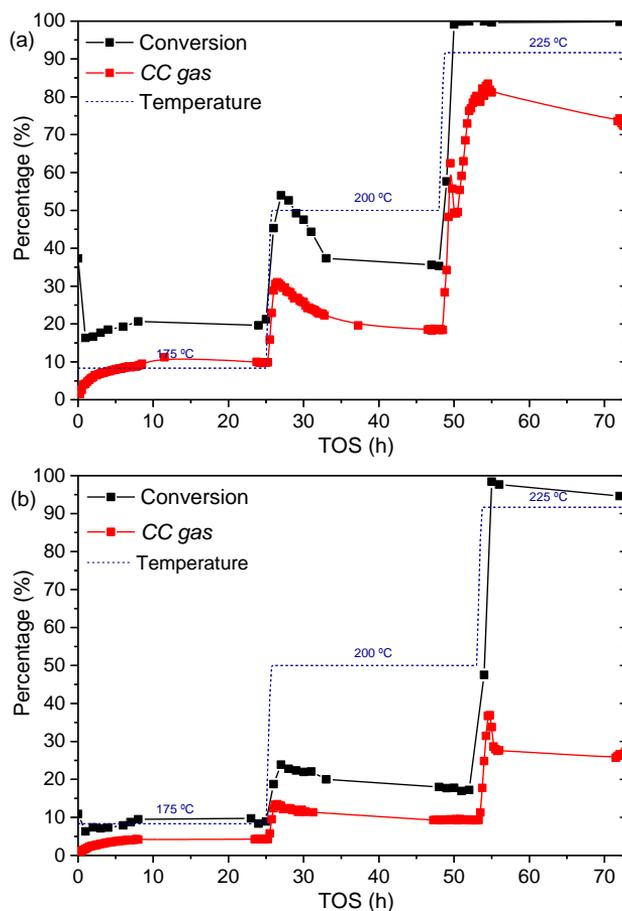 (a)
Conversion
CC gas
Temperature
225 ºC
200 ºC
175 ºC
Percentage (%)
100
90
80
70
60
50
40
30
20
10
0
0 10 20 30 40 50 60 70
TOS (h)
(b)
Conversion
CC gas
Temperature
225 ºC
200 ºC
175 ºC
Percentage (%)
100
90
80
70
60
50
40
30
20
10
0
0 10 20 30 40 50 60 70
TOS (h)